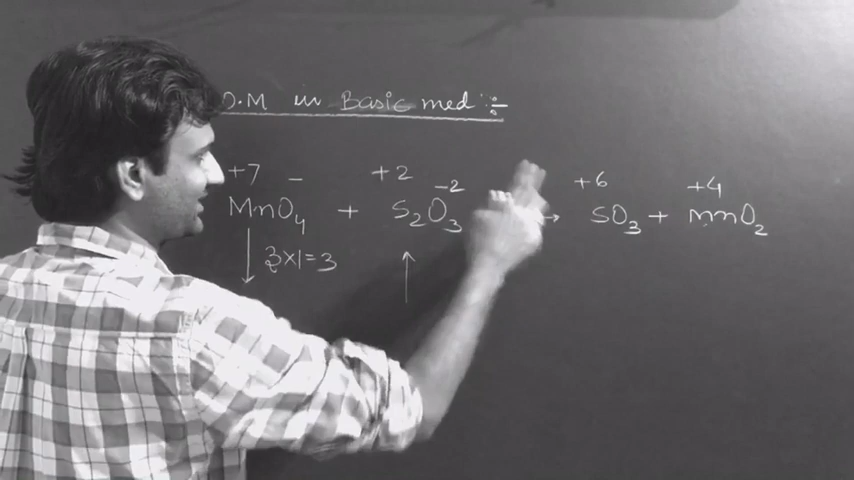 O.M in Basic med :-
+7 - +2 -2 +6 +4
MnO4 + S2O3 → SO3 + MnO2
3×1=3